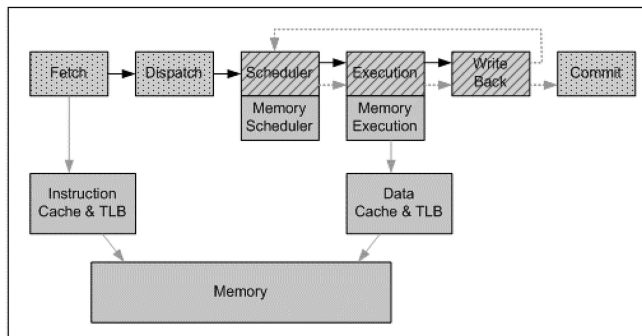 Fetch
Dispatch
Scheduler
Execution
Write
Back
Commit
Memory
Scheduler
Memory
Execution
Instruction
Cache & TLB
Data
Cache & TLB
Memory